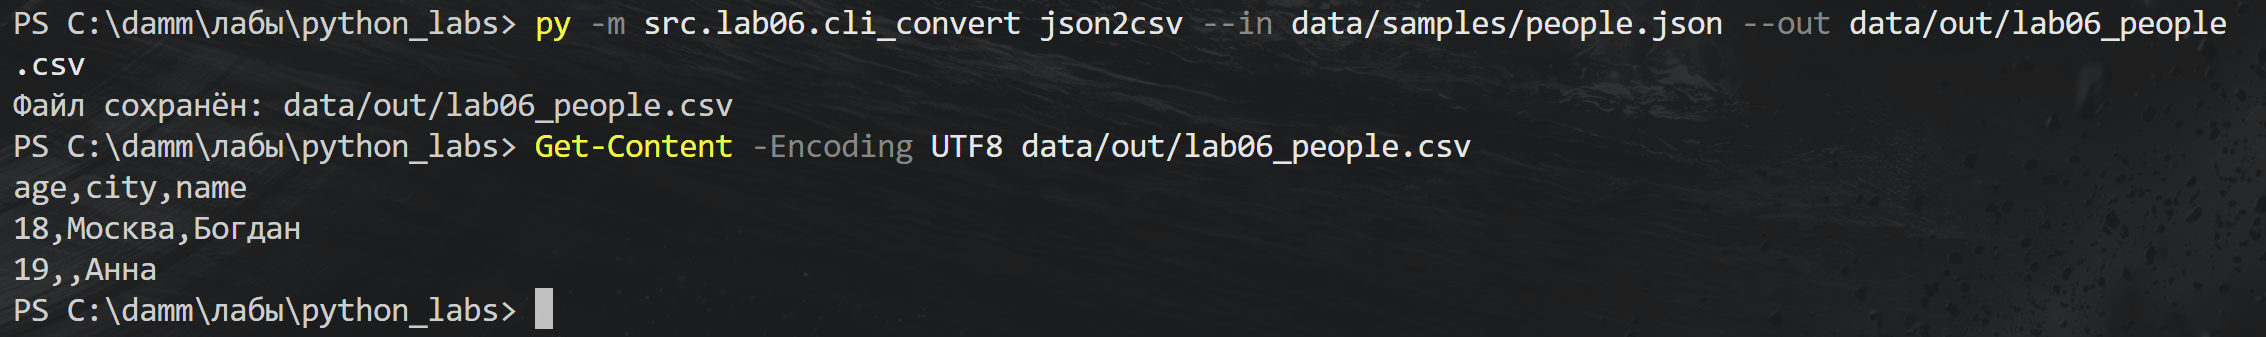 PS C:\damm\лабы\python_labs> py -m src.lab06.cli_convert json2csv --in data/samples/people.json --out data/out/lab06_people
.csv
Файл сохранён: data/out/lab06_people.csv
PS C:\damm\лабы\python_labs> Get-Content -Encoding UTF8 data/out/lab06_people.csv
age,city,name
18,Москва,Богдан
19,,Анна
PS C:\damm\лабы\python_labs>